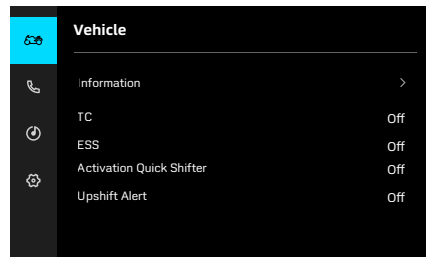 Vehicle
Information
TC Off
ESS Off
Activation Quick Shifter Off
Upshift Alert Off